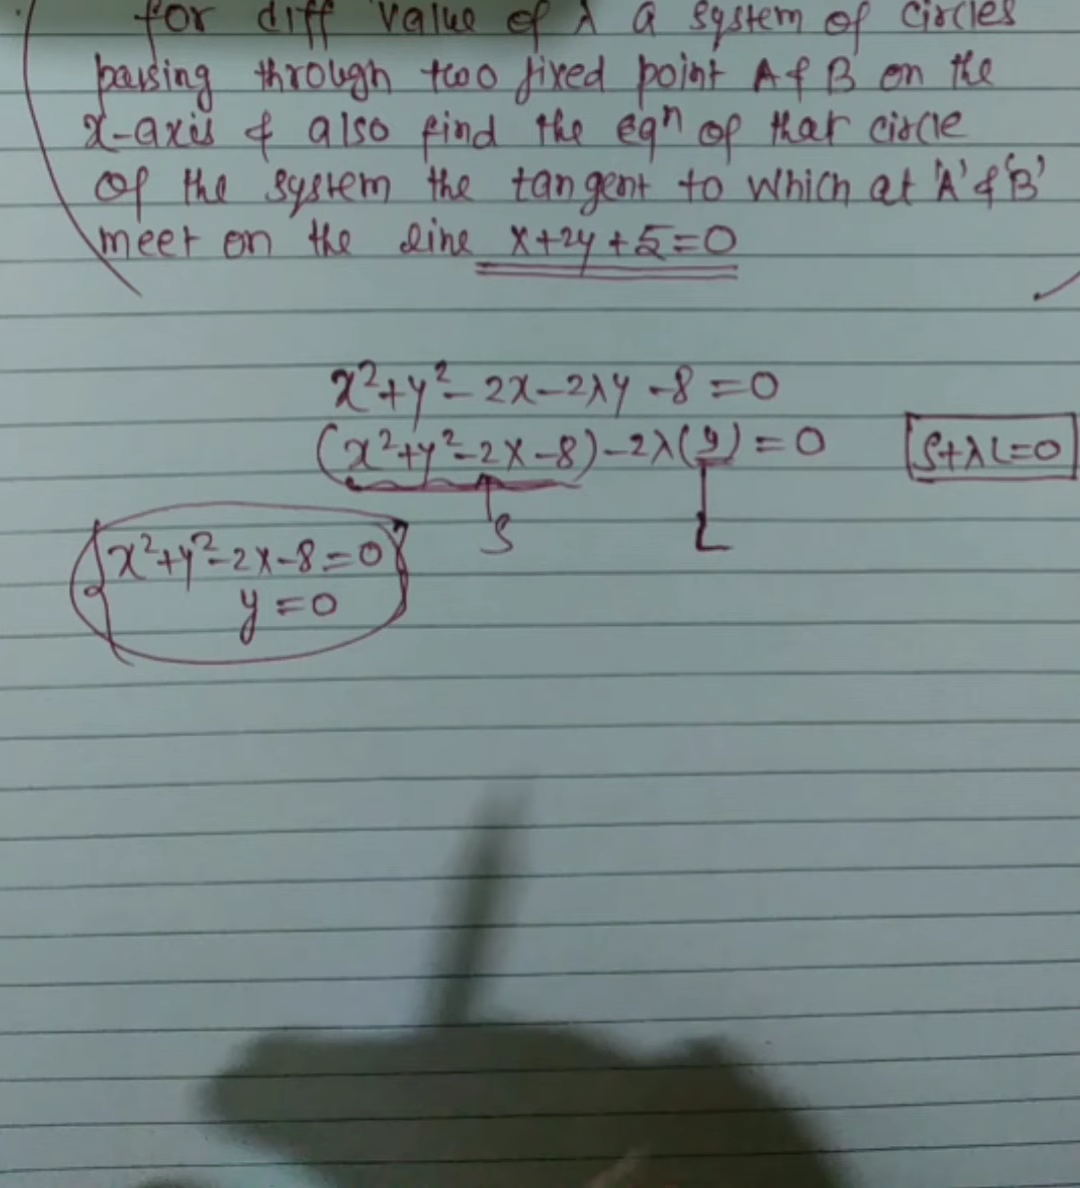 for diff value of λ a system of circles
passing through two fixed point A & B on the
x-axis & also find the eqⁿ of that circle
of the system the tangent to which at 'A' & 'B'
meet on the line x+2y+5=0
x²+y²-2x-2λy-8=0
(x²+y²-2x-8)-2λ(y)=0 S+λL=0
S L
x²+y²-2x-8=0
y=0